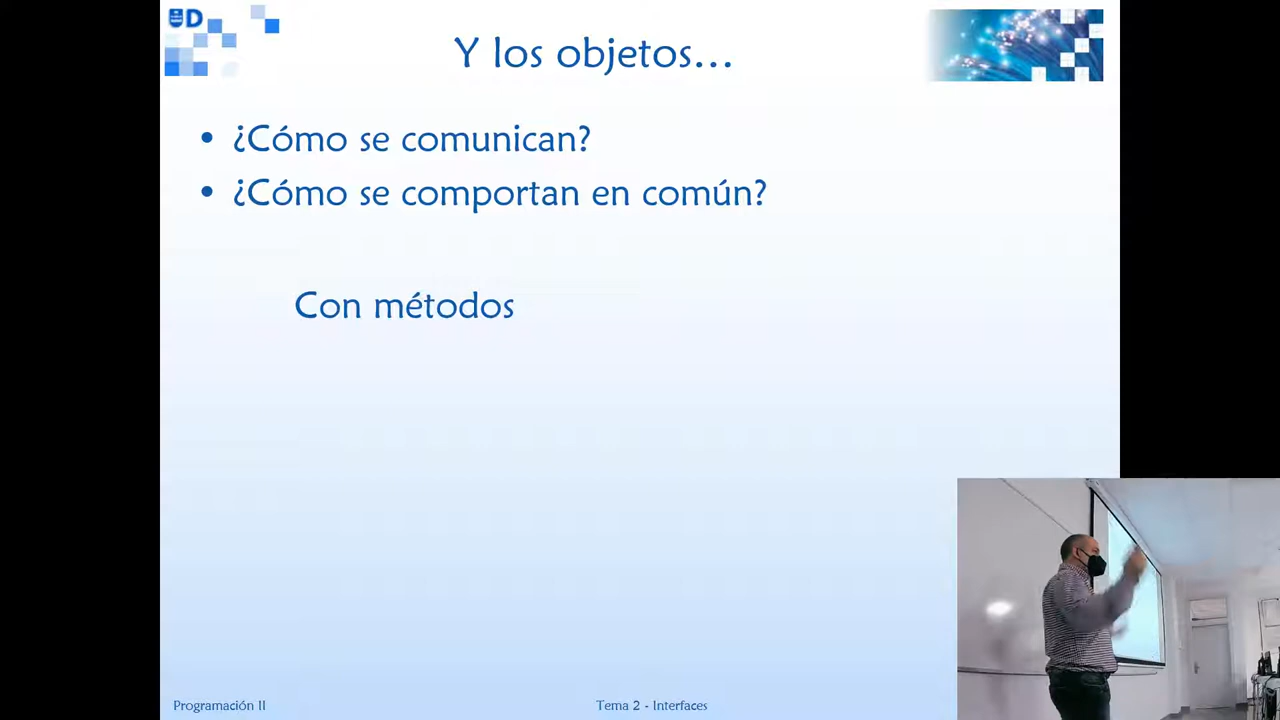 D
Y los objetos...
• ¿Cómo se comunican?
• ¿Cómo se comportan en común?
Con métodos
Programación II
Tema 2 - Interfaces